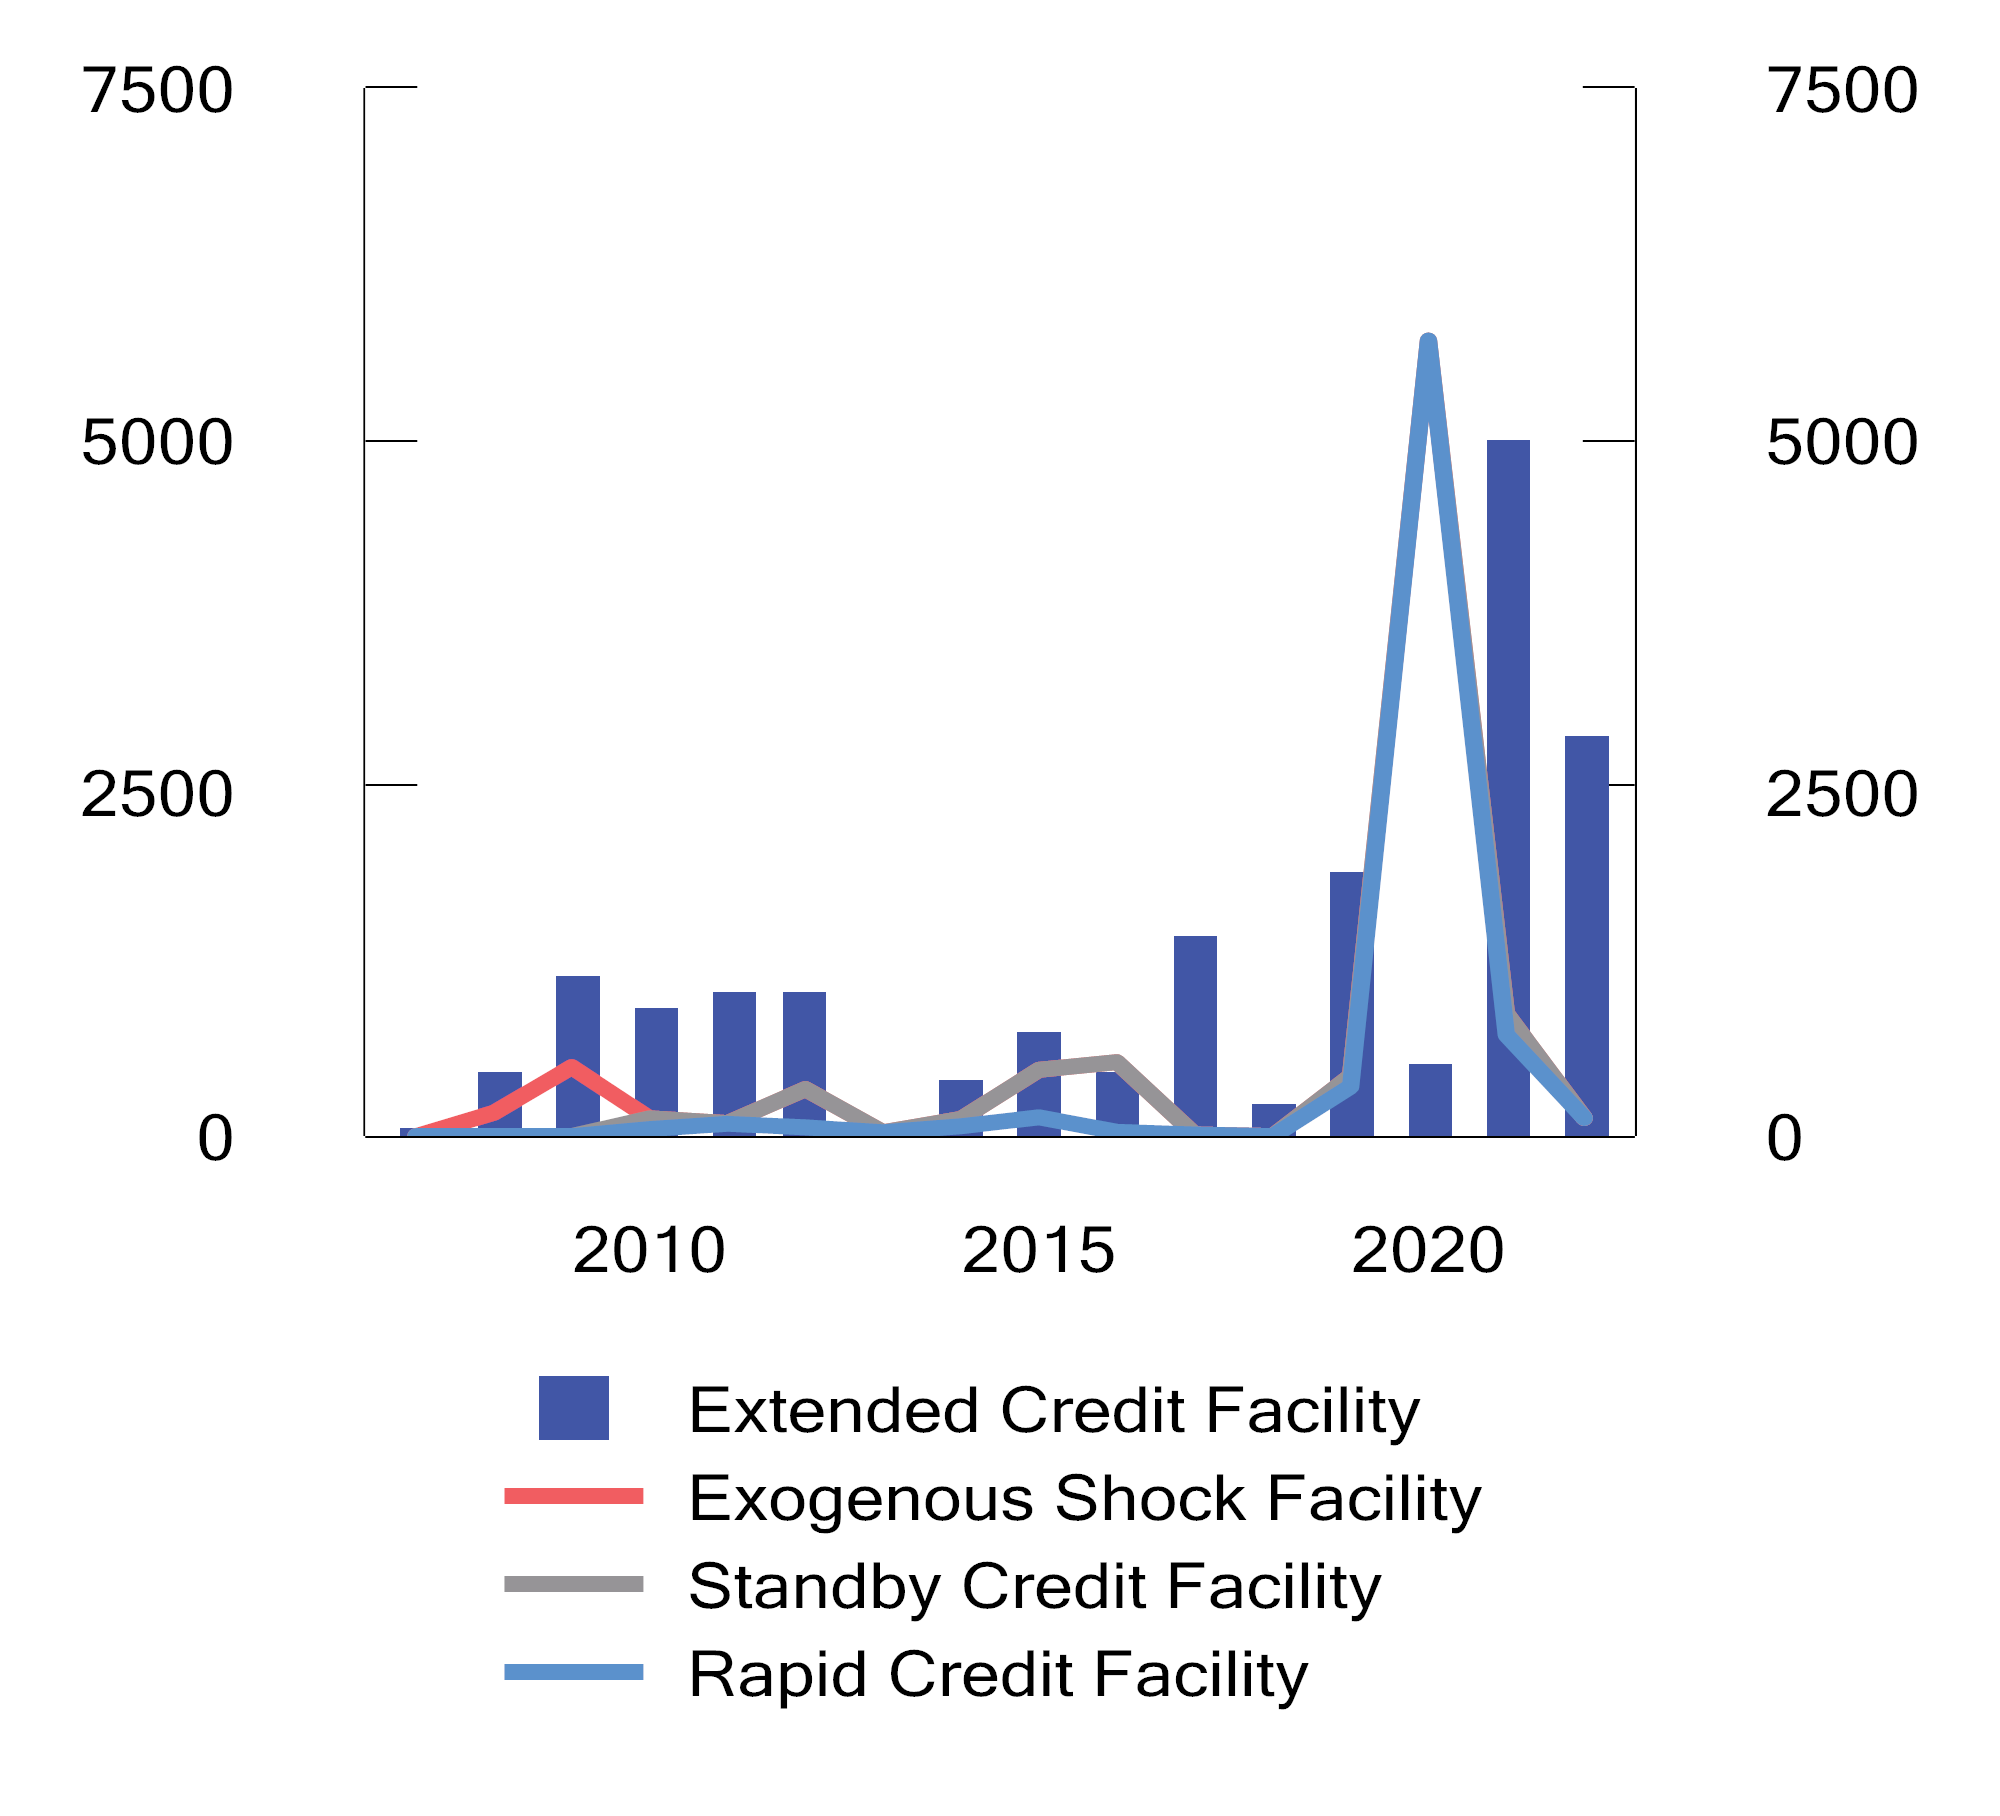 7500 7500
5000 5000
2500 2500
0 0
2010 2015 2020
Extended Credit Facility
Exogenous Shock Facility
Standby Credit Facility
Rapid Credit Facility